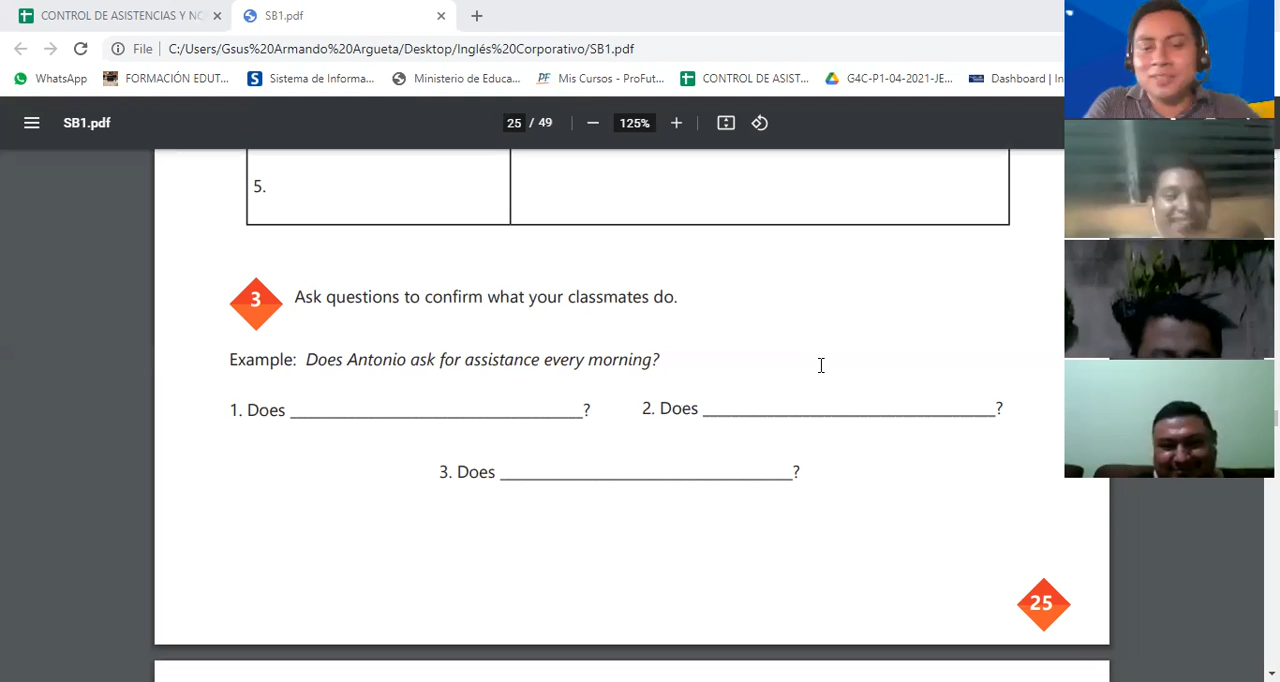 CONTROL DE ASISTENCIAS Y NO
SB1.pdf
File
C:/Users/Gsus%20Armando%20Argueta/Desktop/Inglés%20Corporativo/SB1.pdf
WhatsApp
FORMACIÓN EDUT...
Sistema de Informa...
Ministerio de Educa...
Mis Cursos - ProFut...
CONTROL DE ASIST...
G4C-P1-04-2021-JE...
Dashboard | In
SB1.pdf
25 / 49
125%
5.
3 Ask questions to confirm what your classmates do.
Example: Does Antonio ask for assistance every morning?
1. Does ______________________________? 2. Does ______________________________?
3. Does ______________________________?
25